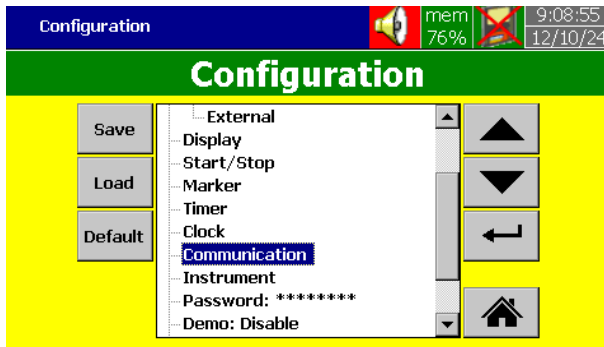 Configuration
mem
76%
9:08:55
12/10/24
Configuration
Save
Load
Default
External
Display
Start/Stop
Marker
Timer
Clock
Communication
Instrument
Password: ********
Demo: Disable